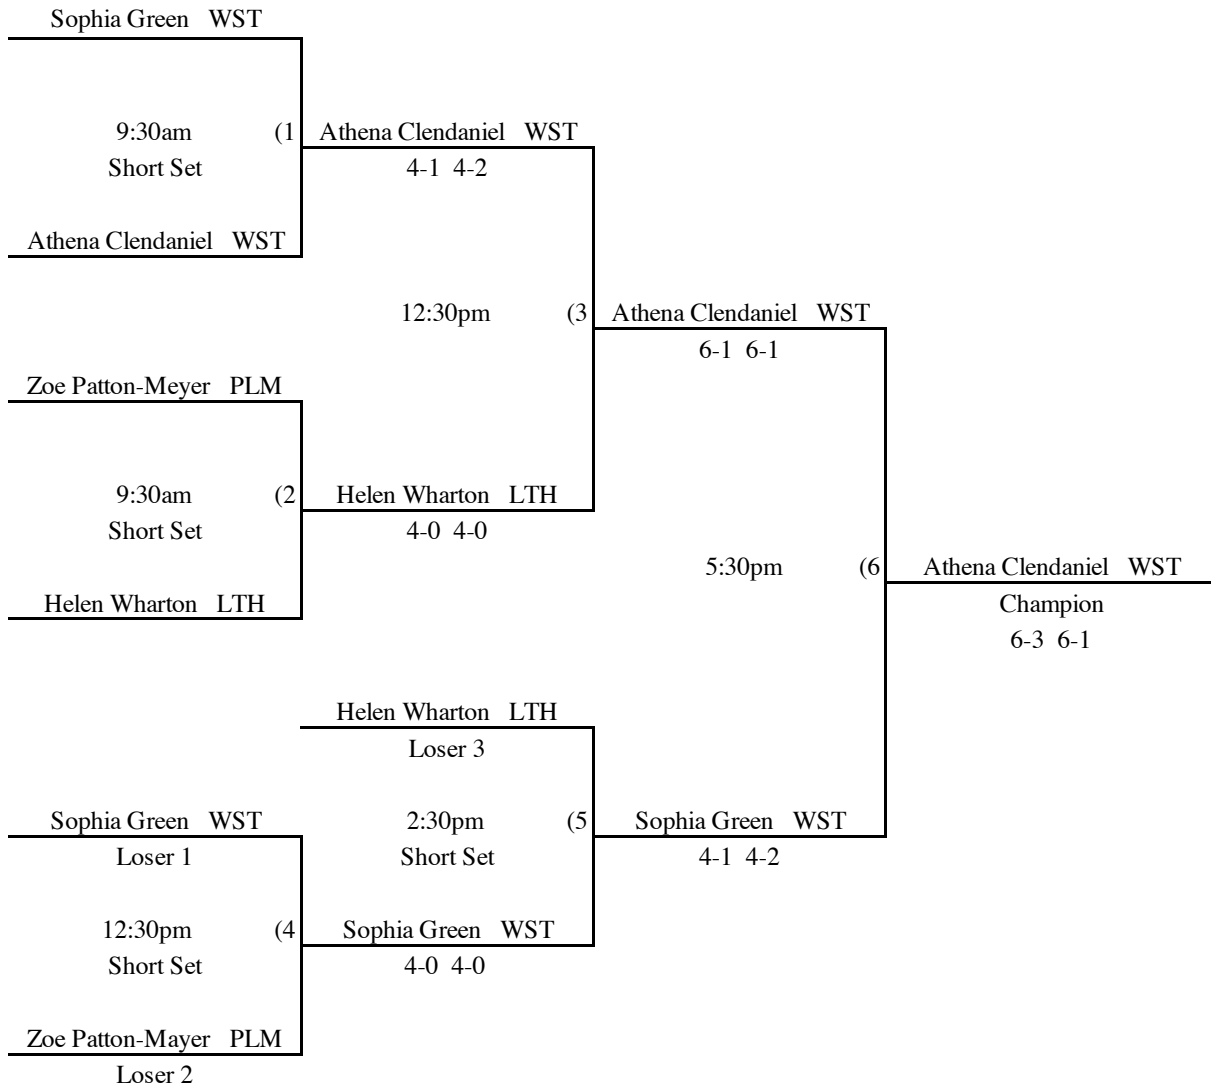 Sophia Green WST
9:30am (1
Short Set
Athena Clendaniel WST
4-1 4-2
Athena Clendaniel WST
12:30pm (3
Athena Clendaniel WST
6-1 6-1
Zoe Patton-Meyer PLM
9:30am (2
Short Set
Helen Wharton LTH
4-0 4-0
Helen Wharton LTH
5:30pm (6
Athena Clendaniel WST
Champion
6-3 6-1
Helen Wharton LTH
Loser 3
2:30pm (5
Short Set
Sophia Green WST
4-1 4-2
Sophia Green WST
Loser 1
12:30pm (4
Short Set
Sophia Green WST
4-0 4-0
Zoe Patton-Mayer PLM
Loser 2